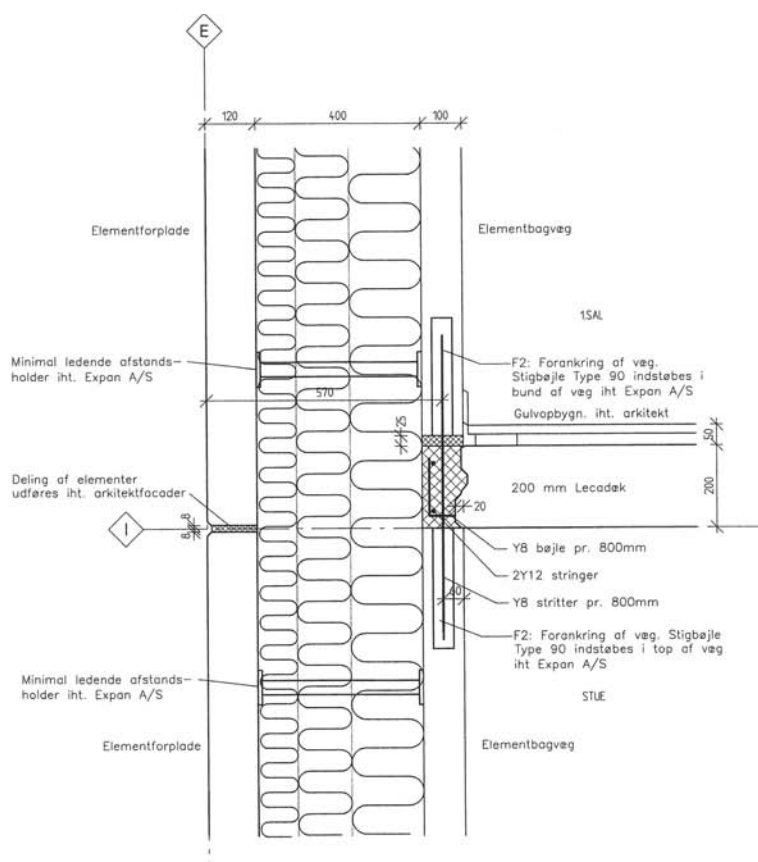 E
120
400
100
Elementforplade
Elementbagvæg
1.SAL
Minimal ledende afstands-
holder iht. Expan A/S
F2: Forankring af væg.
Stigbøjle Type 90 indstøbes i
bund af væg iht Expan A/S
570
Gulvopbygn. iht. arkitekt
25
50
Deling af elementer
udføres iht. arkitektfacader
200 mm Lecadæk
200
20
I
8
8
Y8 bøjle pr. 800mm
2Y12 stringer
Y8 stritter pr. 800mm
60
F2: Forankring af væg. Stigbøjle
Type 90 indstøbes i top af væg
iht Expan A/S
Minimal ledende afstands-
holder iht. Expan A/S
STUE
Elementforplade
Elementbagvæg